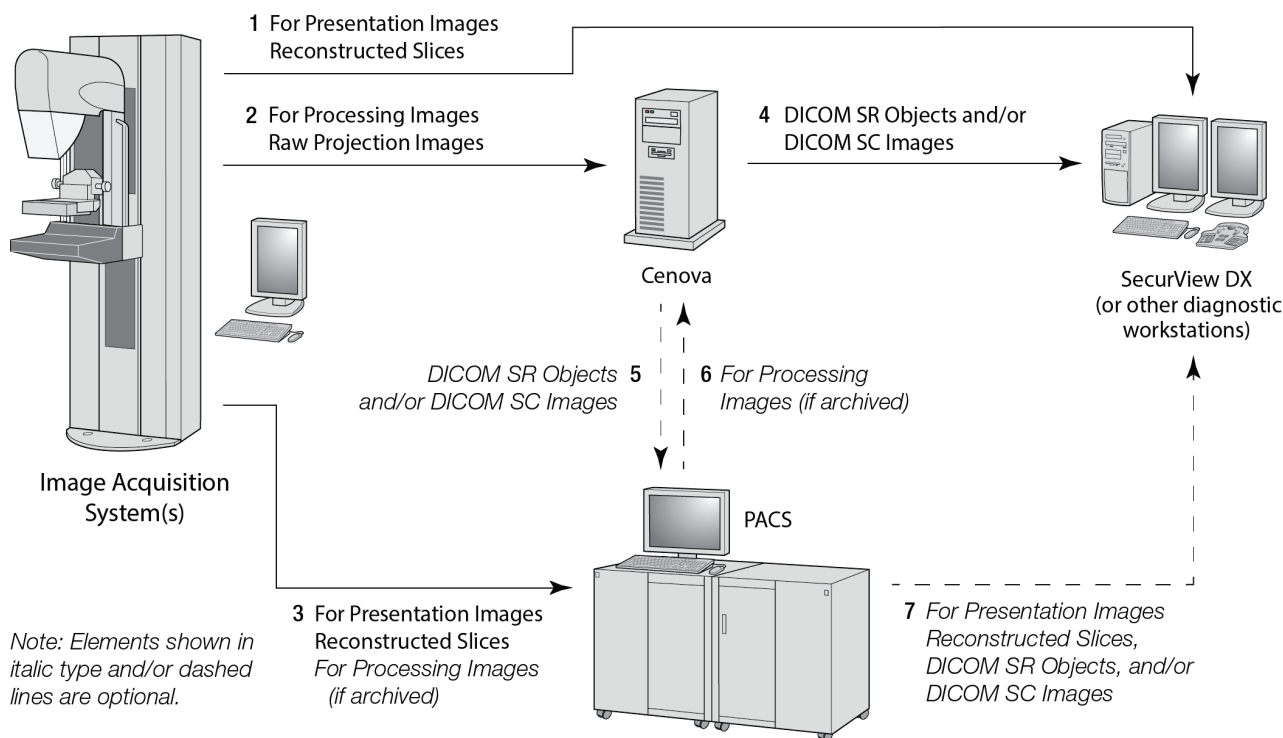 1 For Presentation Images
Reconstructed Slices
2 For Processing Images
Raw Projection Images
4 DICOM SR Objects and/or
DICOM SC Images
Cenova
SecurView DX
(or other diagnostic
workstations)
DICOM SR Objects 5
and/or DICOM SC Images
6 For Processing
Images (if archived)
Image Acquisition
System(s)
PACS
3 For Presentation Images
Reconstructed Slices
For Processing Images
(if archived)
7 For Presentation Images
Reconstructed Slices,
DICOM SR Objects, and/or
DICOM SC Images
Note: Elements shown in
italic type and/or dashed
lines are optional.